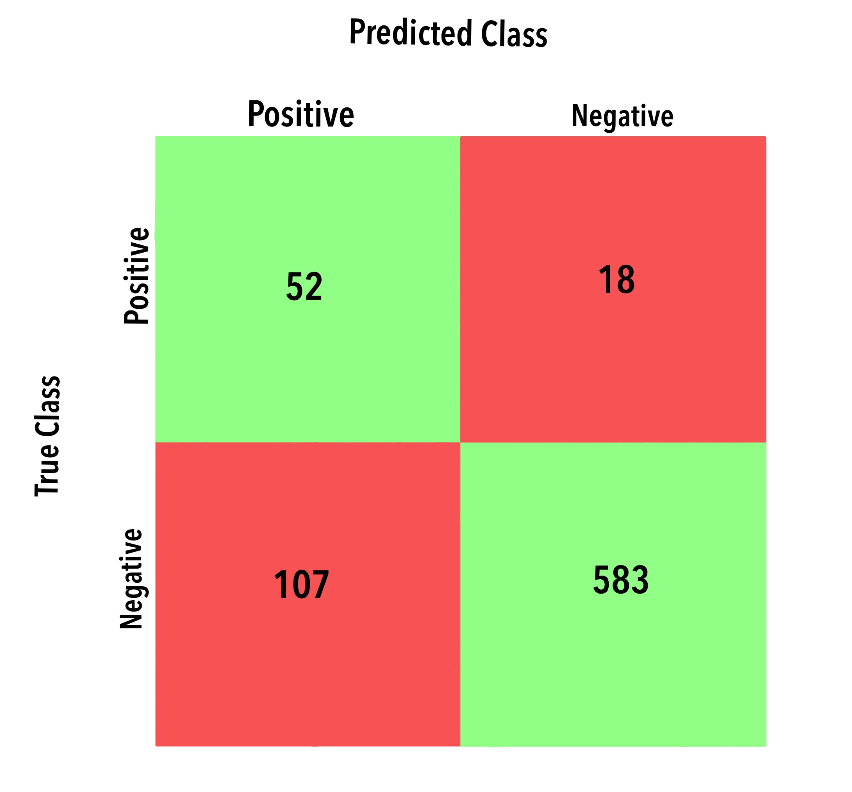 Predicted Class
Positive Negative
Positive
52 18
True Class
Negative
107 583